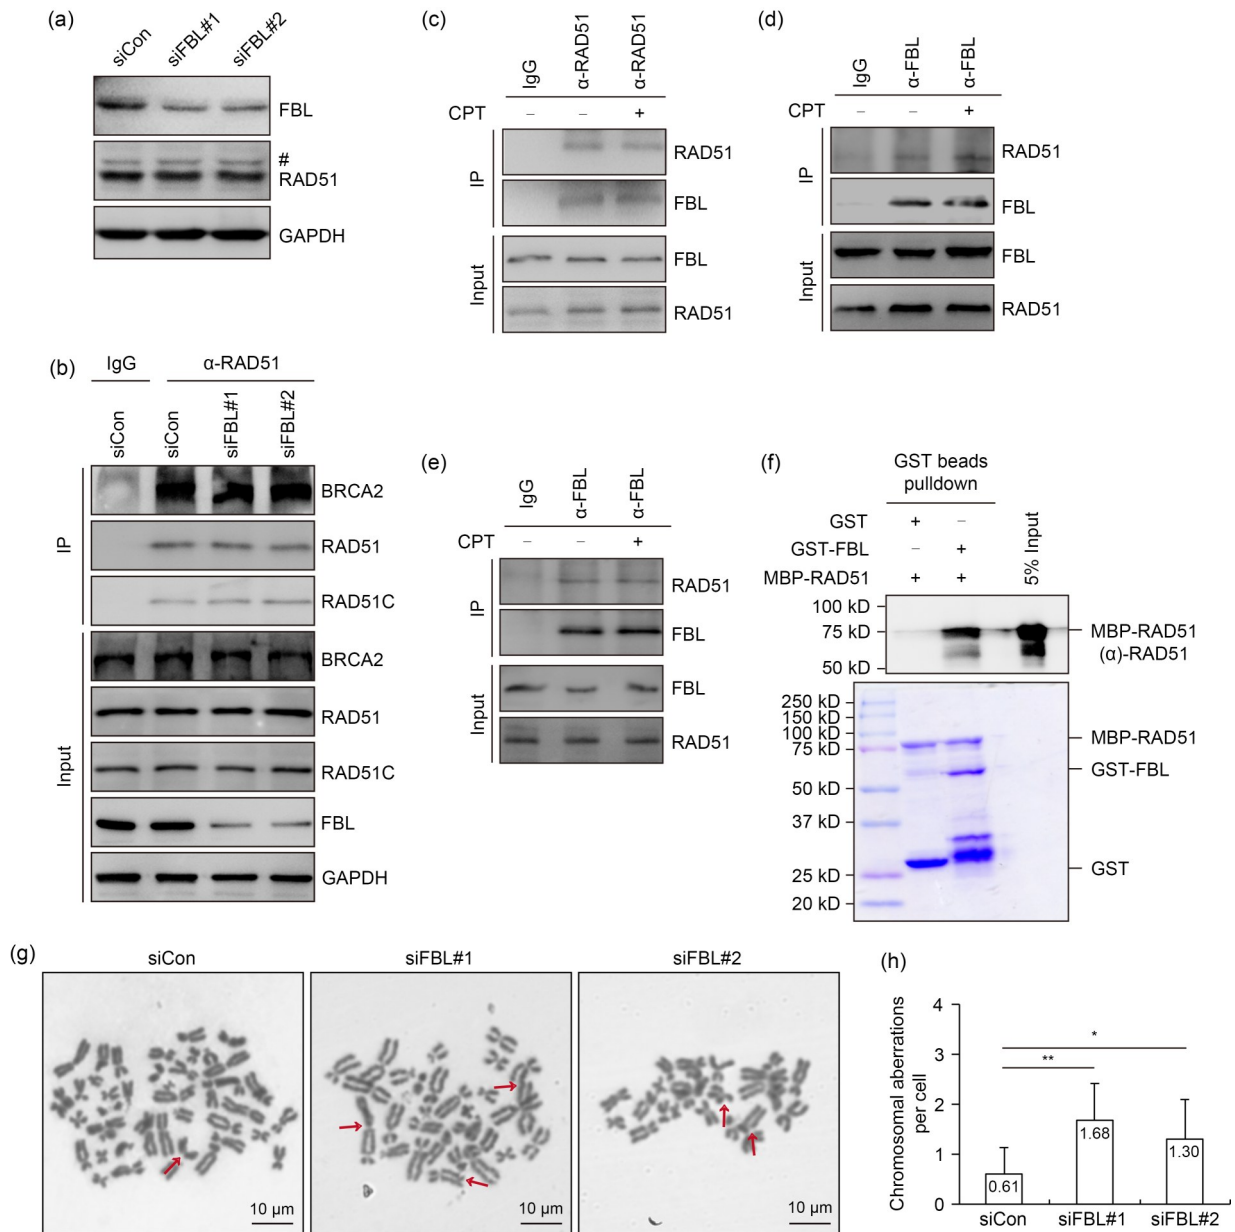 (a)
siCon
siFBL#1
siFBL#2
FBL
#
RAD51
GAPDH
(b)
IgG
α-RAD51
siCon
siCon
siFBL#1
siFBL#2
IP
BRCA2
RAD51
RAD51C
Input
BRCA2
RAD51
RAD51C
FBL
GAPDH
(c)
IgG
α-RAD51
α-RAD51
CPT − − +
IP
RAD51
FBL
Input
FBL
RAD51
(d)
IgG
α-FBL
α-FBL
CPT − − +
IP
RAD51
FBL
Input
FBL
RAD51
(e)
IgG
α-FBL
α-FBL
CPT − − +
IP
RAD51
FBL
Input
FBL
RAD51
(f)
GST beads
pulldown
GST + −
GST-FBL − +
MBP-RAD51 + +
5% Input
100 kD
75 kD
50 kD
MBP-RAD51
(α)-RAD51
250 kD
150 kD
100 kD
75 kD
50 kD
37 kD
25 kD
20 kD
MBP-RAD51
GST-FBL
GST
(g)
siCon
siFBL#1
siFBL#2
10 μm
10 μm
10 μm
(h)
Chromosomal aberrations
per cell
4
3
2
1
0
*
**
0.61
1.68
1.30
siCon
siFBL#1
siFBL#2